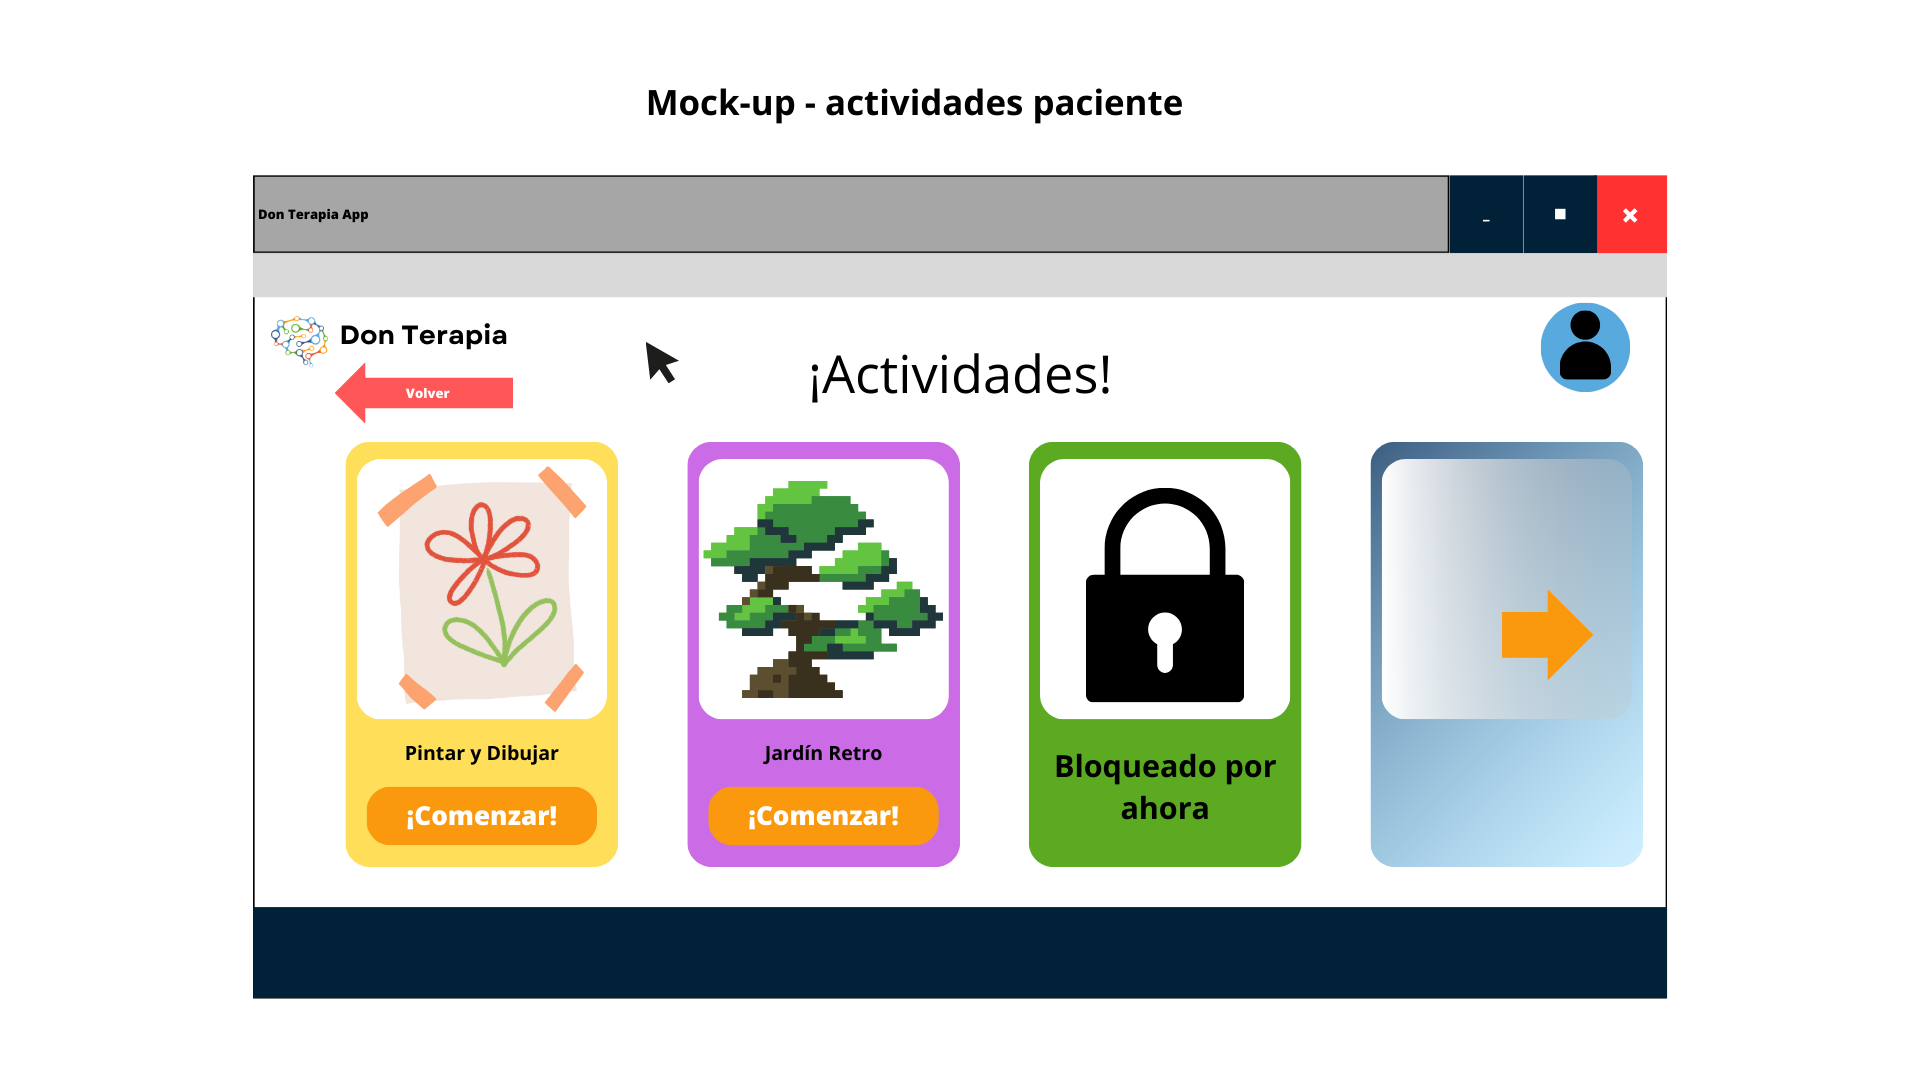 Mock-up - actividades paciente
Don Terapia App
Don Terapia
Volver
¡Actividades!
Pintar y Dibujar
¡Comenzar!
Jardín Retro
¡Comenzar!
Bloqueado por
ahora